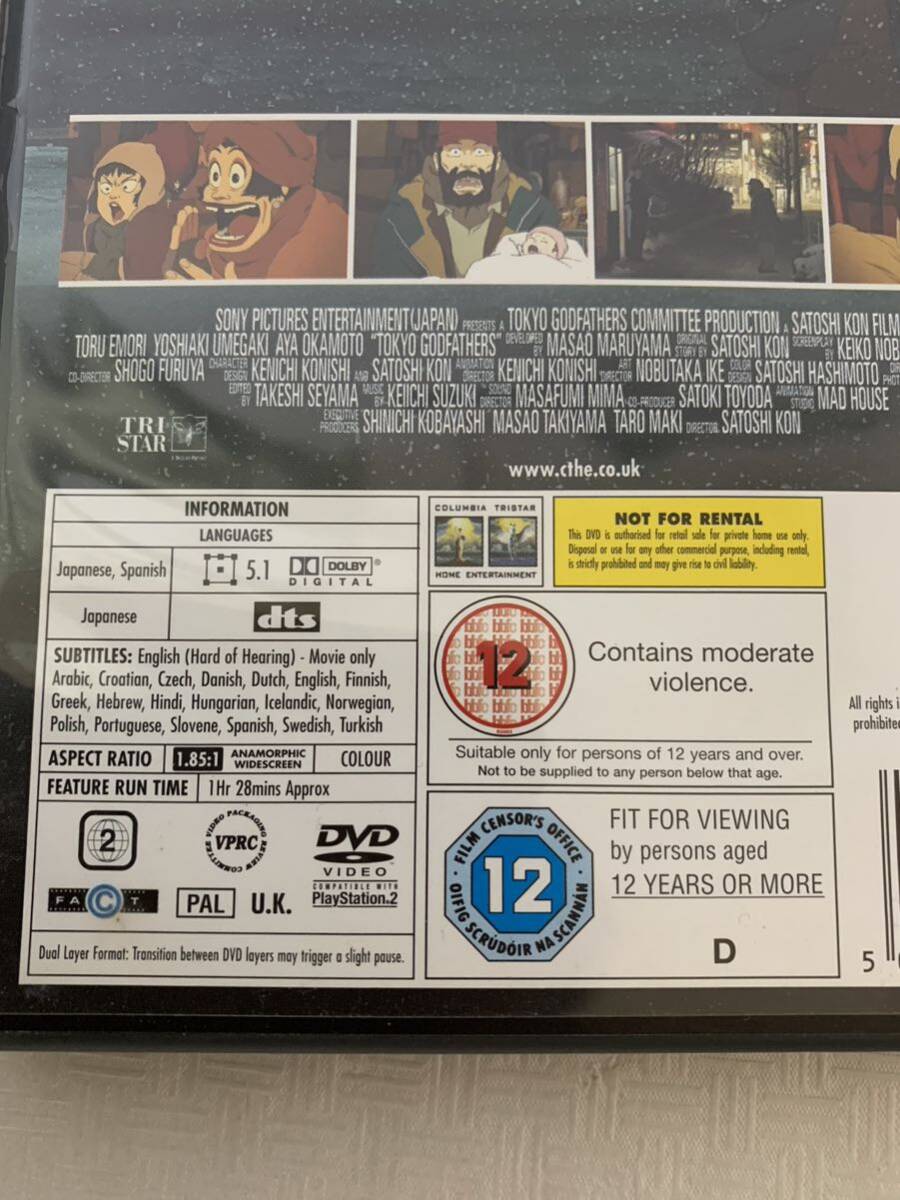 SONY PICTURES ENTERTAINMENT (JAPAN) PRESENTS A TOKYO GODFATHERS COMMITTEE PRODUCTION A SATOSHI KON FILM
TORU EMORI YOSHIAKI UMEGAKI AYA OKAMOTO "TOKYO GODFATHERS" DEVELOPED BY MASAO MARUYAMA ORIGINAL STORY BY SATOSHI KON SCREENPLAY BY KEIKO NOB
CO-DIRECTOR SHOGO FURUYA CHARACTER DESIGN KENICHI KONISHI AND SATOSHI KON ANIMATION DIRECTOR KENICHI KONISHI ART DIRECTOR NOBUTAKA IKE COLOR DESIGN SATOSHI HASHIMOTO
EDITED BY TAKESHI SEYAMA MUSIC BY KEIICHI SUZUKI SOUND DIRECTOR MASAFUMI MIMA CO-PRODUCER SATOKI TOYODA ANIMATION STUDIO MAD HOUSE
EXECUTIVE PRODUCERS SHINICHI KOBAYASHI MASAO TAKIYAMA TARO MAKI DIRECTOR SATOSHI KON
TRI
STAR
www.cthe.co.uk
INFORMATION
LANGUAGES
Japanese, Spanish 5.1 DOLBY®
DIGITAL
Japanese dts
SUBTITLES: English (Hard of Hearing) - Movie only
Arabic, Croatian, Czech, Danish, Dutch, English, Finnish,
Greek, Hebrew, Hindi, Hungarian, Icelandic, Norwegian,
Polish, Portuguese, Slovene, Spanish, Swedish, Turkish
ASPECT RATIO 1.85:1 ANAMORPHIC WIDESCREEN COLOUR
FEATURE RUN TIME 1Hr 28mins Approx
2
VIDEO PACKAGING REVIEW COMMITTEE
VPRC
DVD
VIDEO
COMPATIBLE WITH
PlayStation.2
FACT
PAL U.K.
Dual Layer Format: Transition between DVD layers may trigger a slight pause.
COLUMBIA TRISTAR
HOME ENTERTAINMENT
NOT FOR RENTAL
This DVD is authorised for retail sale for private home use only.
Disposal or use for any other commercial purpose, including rental,
is strictly prohibited and may give rise to civil liability.
12
Contains moderate
violence.
Suitable only for persons of 12 years and over.
Not to be supplied to any person below that age.
FILM CENSOR'S OFFICE
12
OIFIG SCRÚDÓIR NA SCANNÁN
FIT FOR VIEWING
by persons aged
12 YEARS OR MORE
D
All rights
prohibited
5